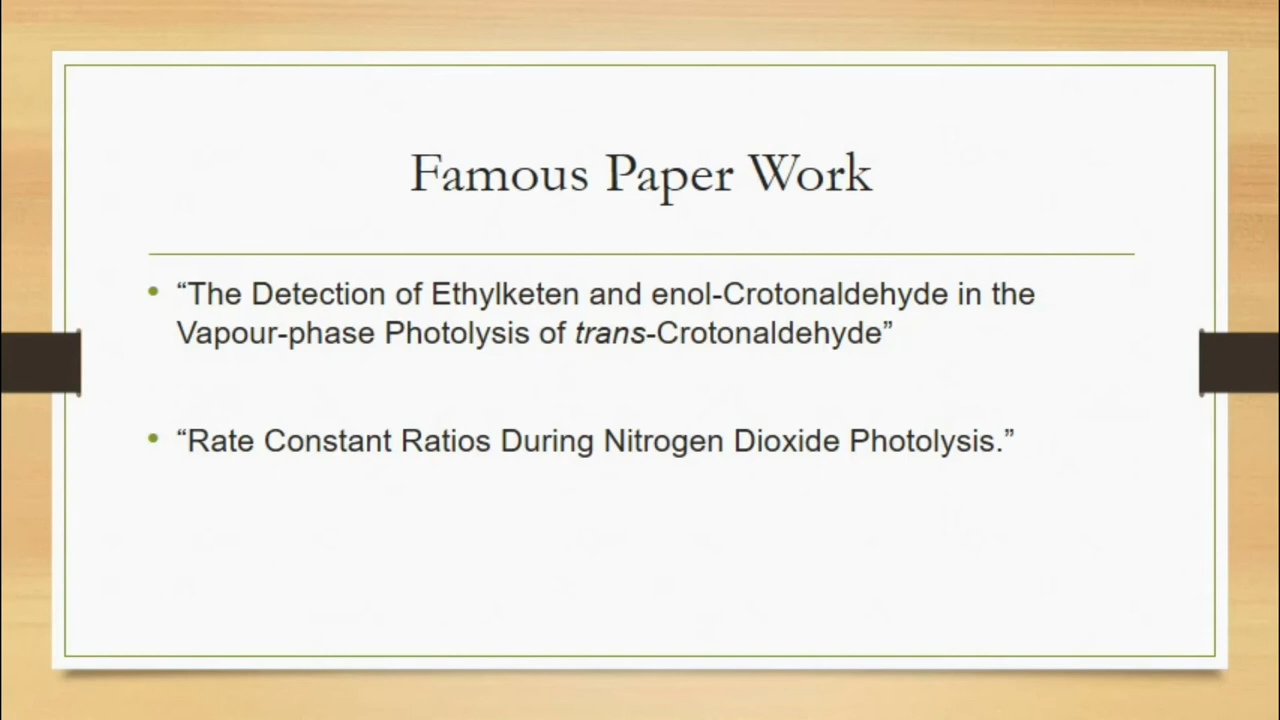 Famous Paper Work
• “The Detection of Ethylketen and enol-Crotonaldehyde in the
Vapour-phase Photolysis of trans-Crotonaldehyde”
• “Rate Constant Ratios During Nitrogen Dioxide Photolysis.”